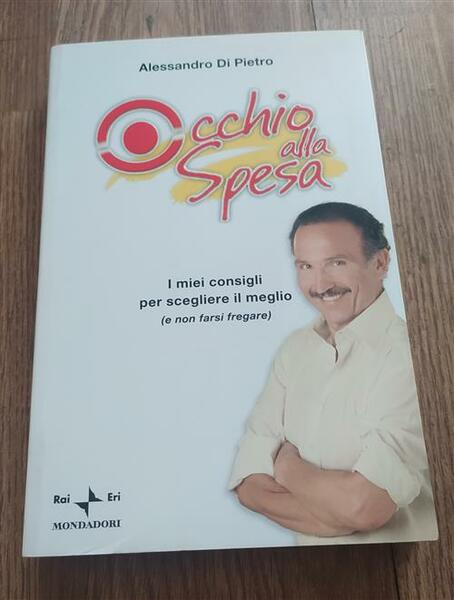 Alessandro Di Pietro
Occhio
alla
Spesa
I miei consigli
per scegliere il meglio
(e non farsi fregare)
Rai Eri
MONDADORI